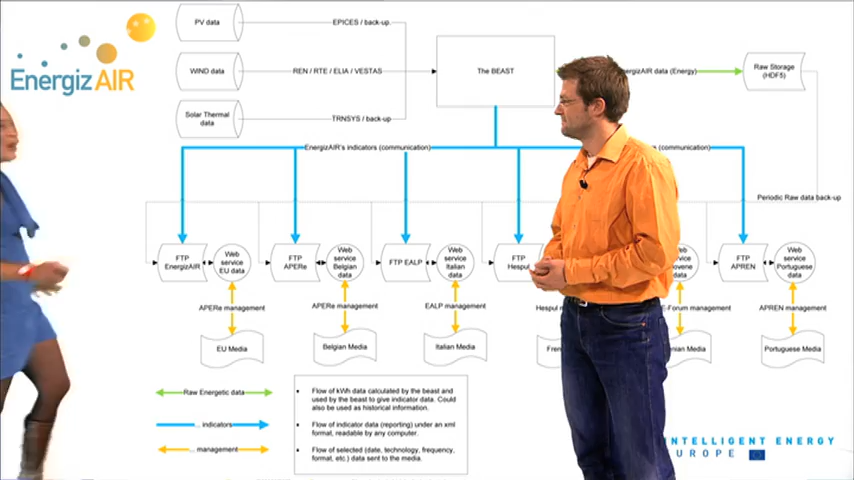 EnergizAIR
PV data
EPICES / back-up
WIND data
REN / RTE / ELIA / VESTAS
The BEAST
EnergizAIR data (Energy)
Raw Storage
(HDF5)
Solar Thermal
data
TRNSYS / back-up
EnergizAIR's indicators (communication)
(communication)
Periodic Raw data back-up
FTP
EnergizAIR
Web
service
EU data
FTP
APERe
Web
service
Belgian
data
FTP EALP
Web
service
Italian
data
FTP
Hespul
Web
service
data
FTP
APREN
Web
service
Portuguese
data
APERe management
APERe management
EALP management
Hespul
E-Forum management
APREN management
EU Media
Belgian Media
Italian Media
Media
Portuguese Media
Raw Energetic data
... indicators
... management
• Flow of kWh data calculated by the beast and
used by the beast to give indicator data. Could
also be used as historical information.
• Flow of indicator data (reporting) under an xml
format, readable by any computer.
• Flow of selected (date, technology, frequency,
format, etc.) data sent to the media.
INTELLIGENT ENERGY
EUROPE